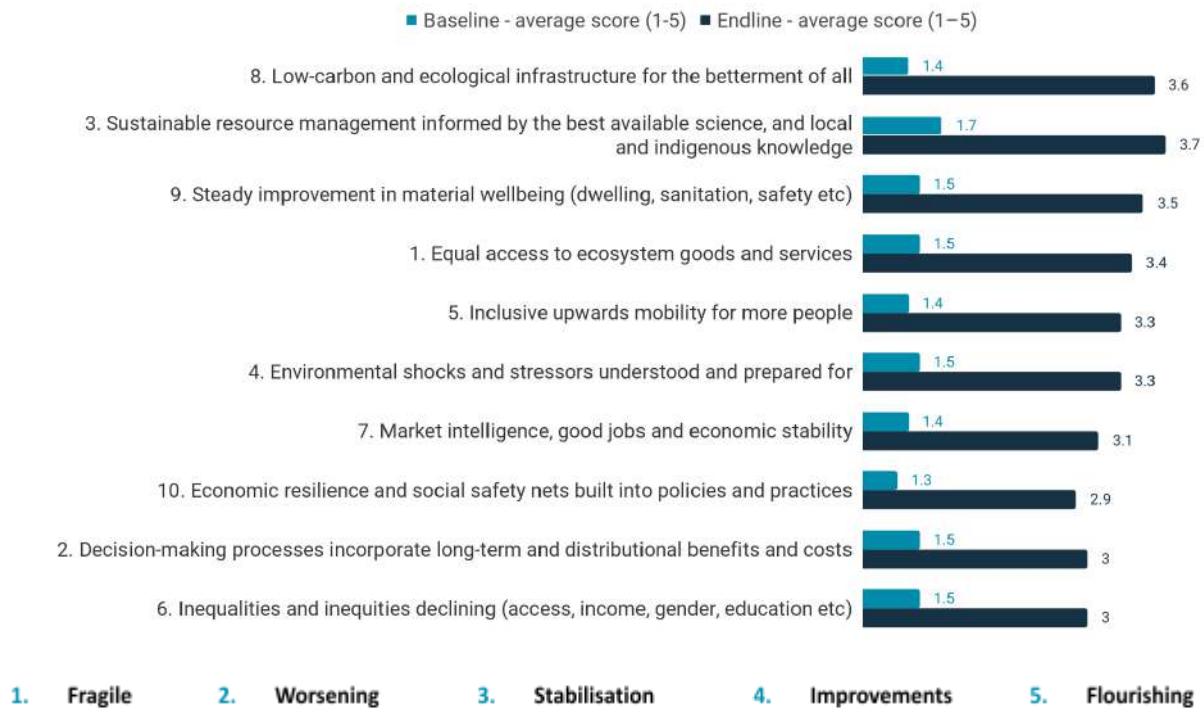 Baseline - average score (1-5) Endline - average score (1–5)
8. Low-carbon and ecological infrastructure for the betterment of all
1.4
3.6
3. Sustainable resource management informed by the best available science, and local
and indigenous knowledge
1.7
3.7
9. Steady improvement in material wellbeing (dwelling, sanitation, safety etc)
1.5
3.5
1. Equal access to ecosystem goods and services
1.5
3.4
5. Inclusive upwards mobility for more people
1.4
3.3
4. Environmental shocks and stressors understood and prepared for
1.5
3.3
7. Market intelligence, good jobs and economic stability
1.4
3.1
10. Economic resilience and social safety nets built into policies and practices
1.3
2.9
2. Decision-making processes incorporate long-term and distributional benefits and costs
1.5
3
6. Inequalities and inequities declining (access, income, gender, education etc)
1.5
3
1. Fragile 2. Worsening 3. Stabilisation 4. Improvements 5. Flourishing